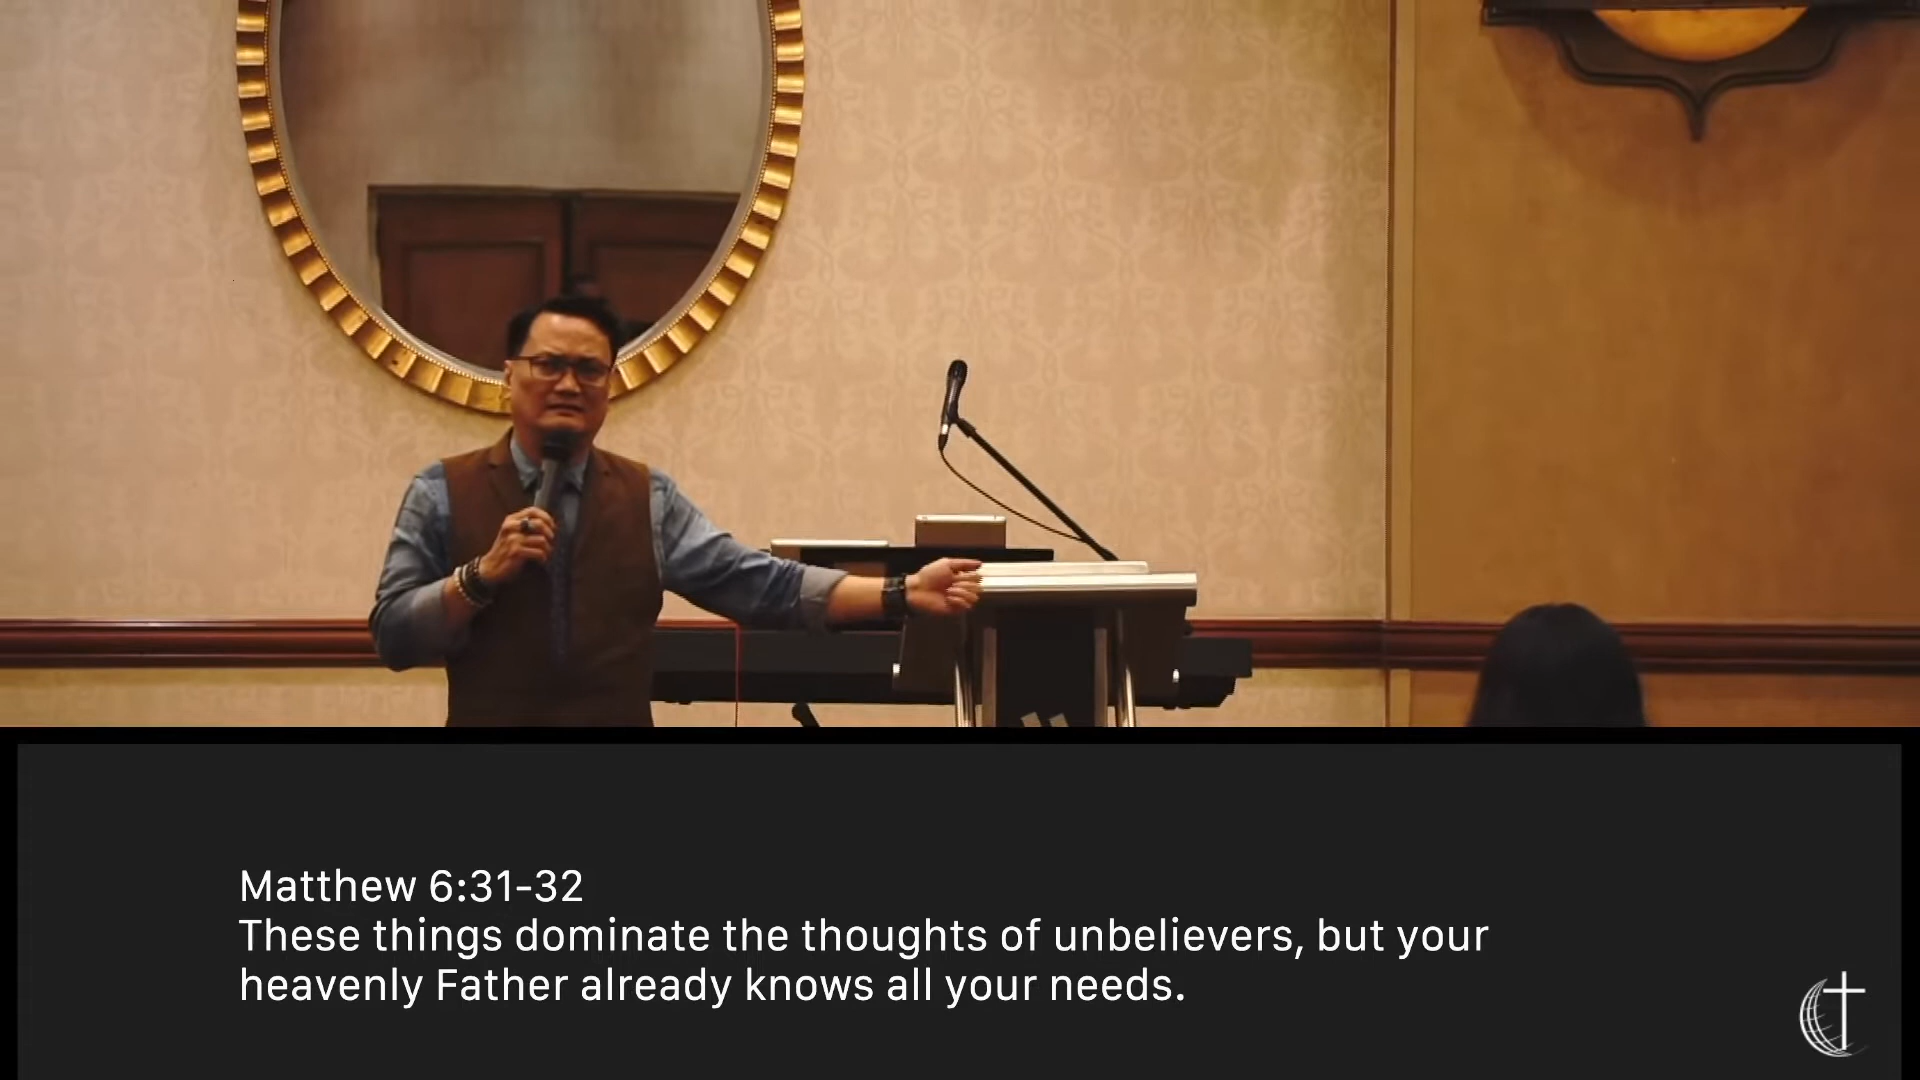 Matthew 6:31-32
These things dominate the thoughts of unbelievers, but your
heavenly Father already knows all your needs.